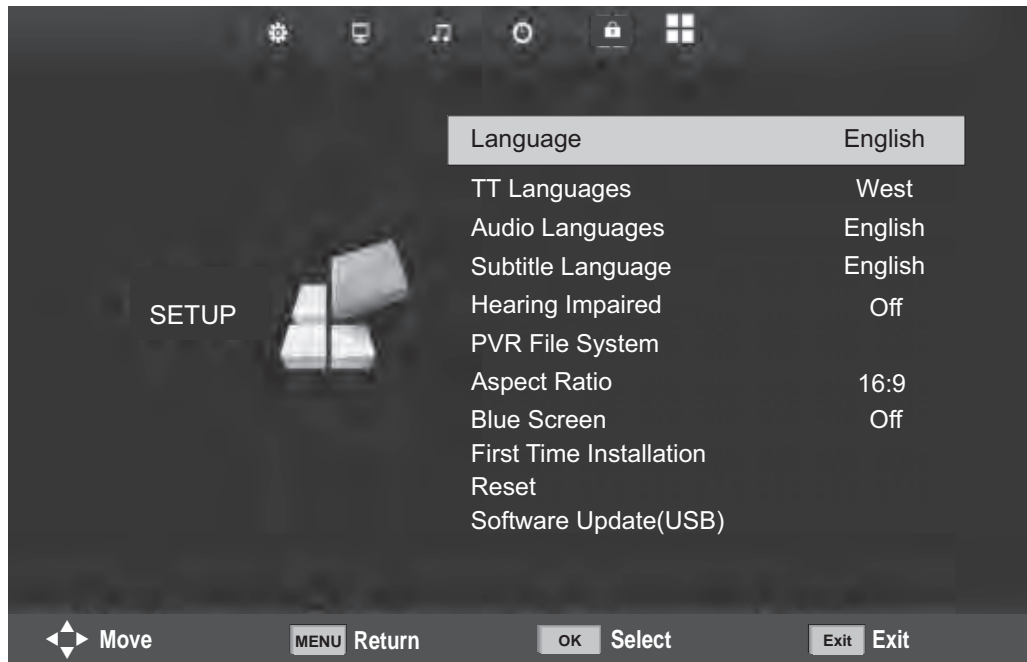 Language English
TT Languages West
Audio Languages English
Subtitle Language English
SETUP
Hearing Impaired Off
PVR File System
Aspect Ratio 16:9
Blue Screen Off
First Time Installation
Reset
Software Update(USB)
Move MENU Return OK Select Exit Exit